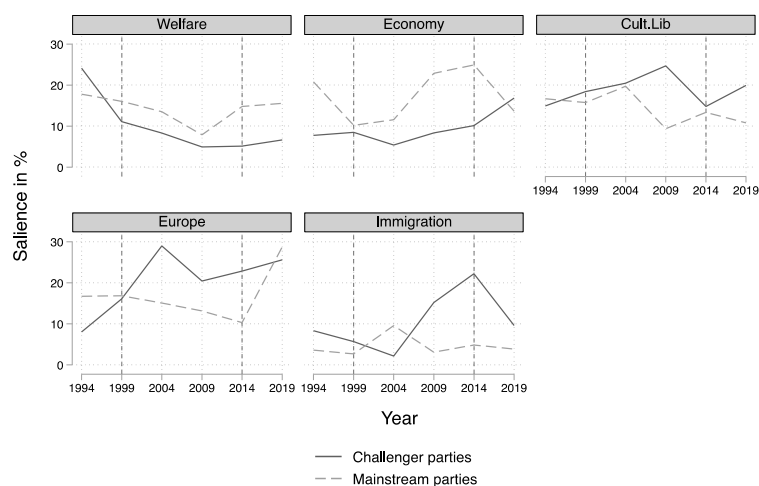 Welfare Economy Cult.Lib
30
20
10
0
1994 1999 2004 2009 2014 2019
Europe Immigration
30
20
10
0
1994 1999 2004 2009 2014 2019 1994 1999 2004 2009 2014 2019
Salience in %
Year
Challenger parties
Mainstream parties